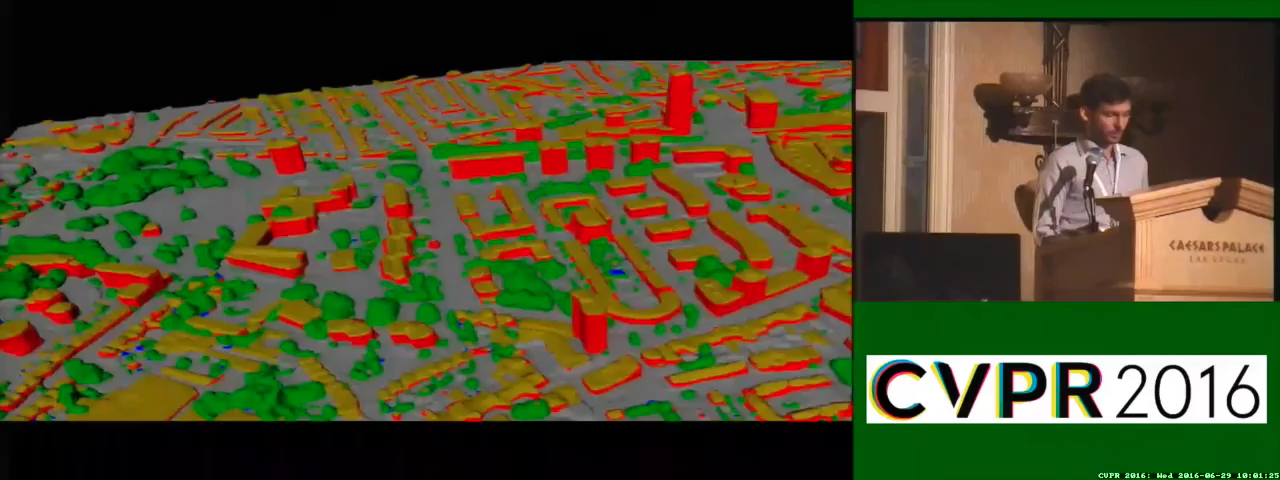 CAESARS PALACE
LAS VEGAS
CVPR 2016
CVPR 2016: Wed 2016-06-29 10:01:25